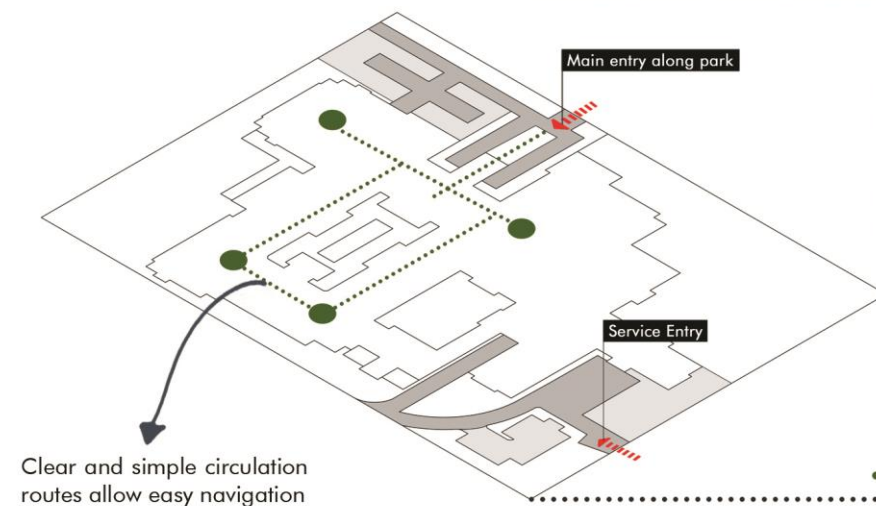 Main entry along park
Service Entry
Clear and simple circulation
routes allow easy navigation